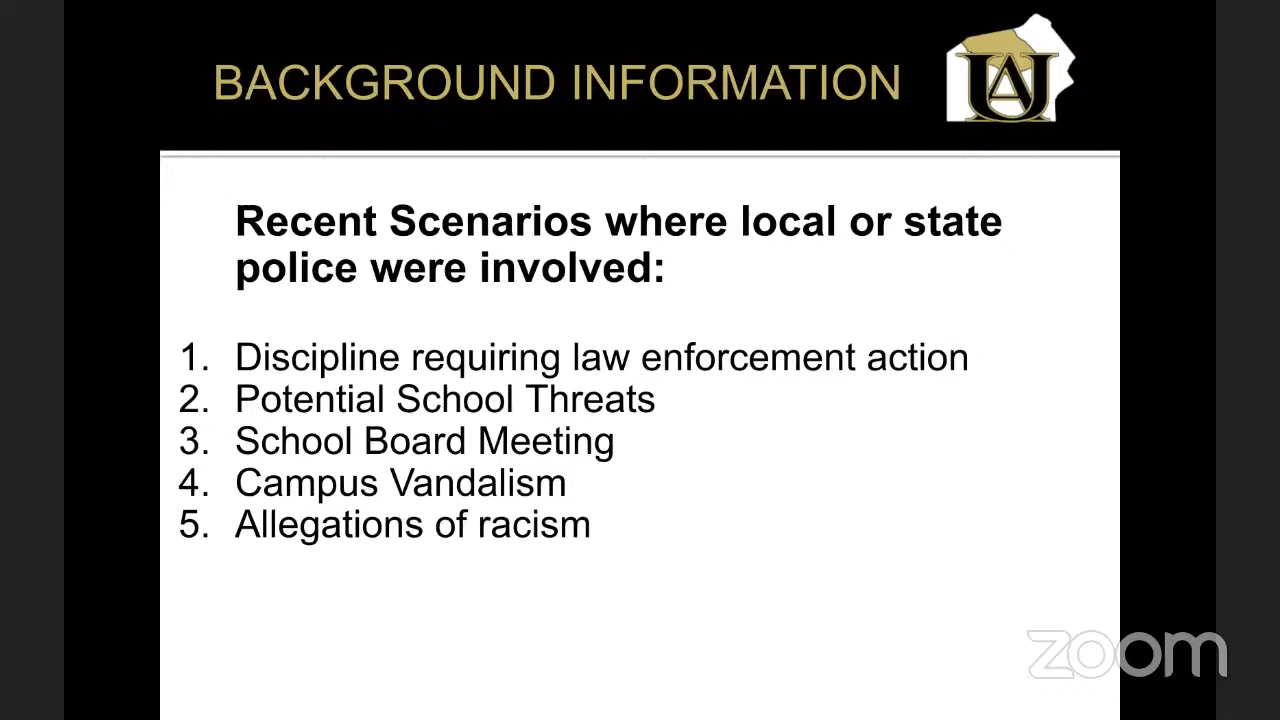 BACKGROUND INFORMATION
UA
Recent Scenarios where local or state
police were involved:
1. Discipline requiring law enforcement action
2. Potential School Threats
3. School Board Meeting
4. Campus Vandalism
5. Allegations of racism
zoom